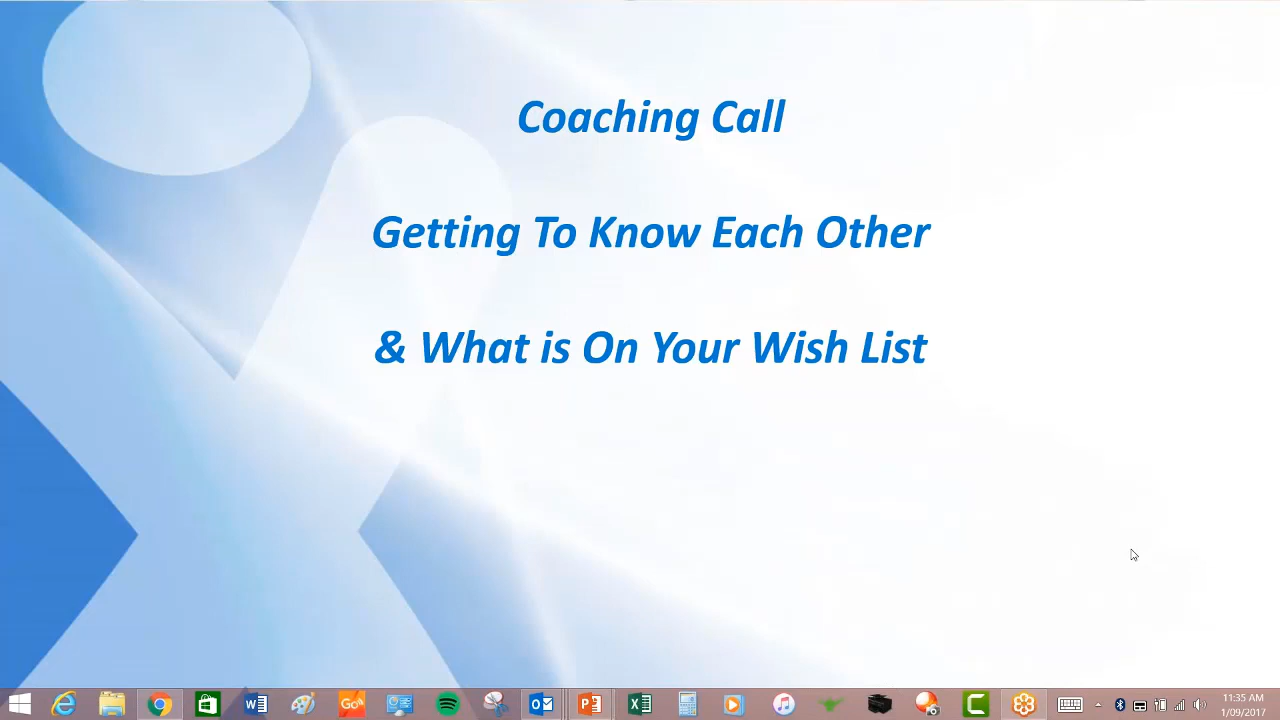 Coaching Call
Getting To Know Each Other
& What is On Your Wish List
Go
11:35 AM
1/09/2017